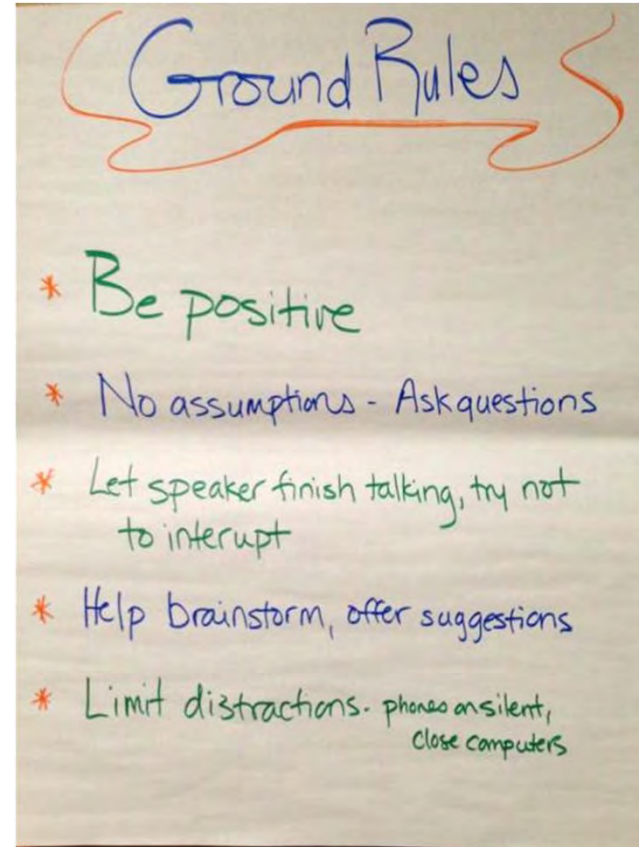 Ground Rules
* Be positive
* No assumptions - Ask questions
* Let speaker finish talking, try not
to interupt
* Help brainstorm, offer suggestions
* Limit distractions. phones on silent,
close computers